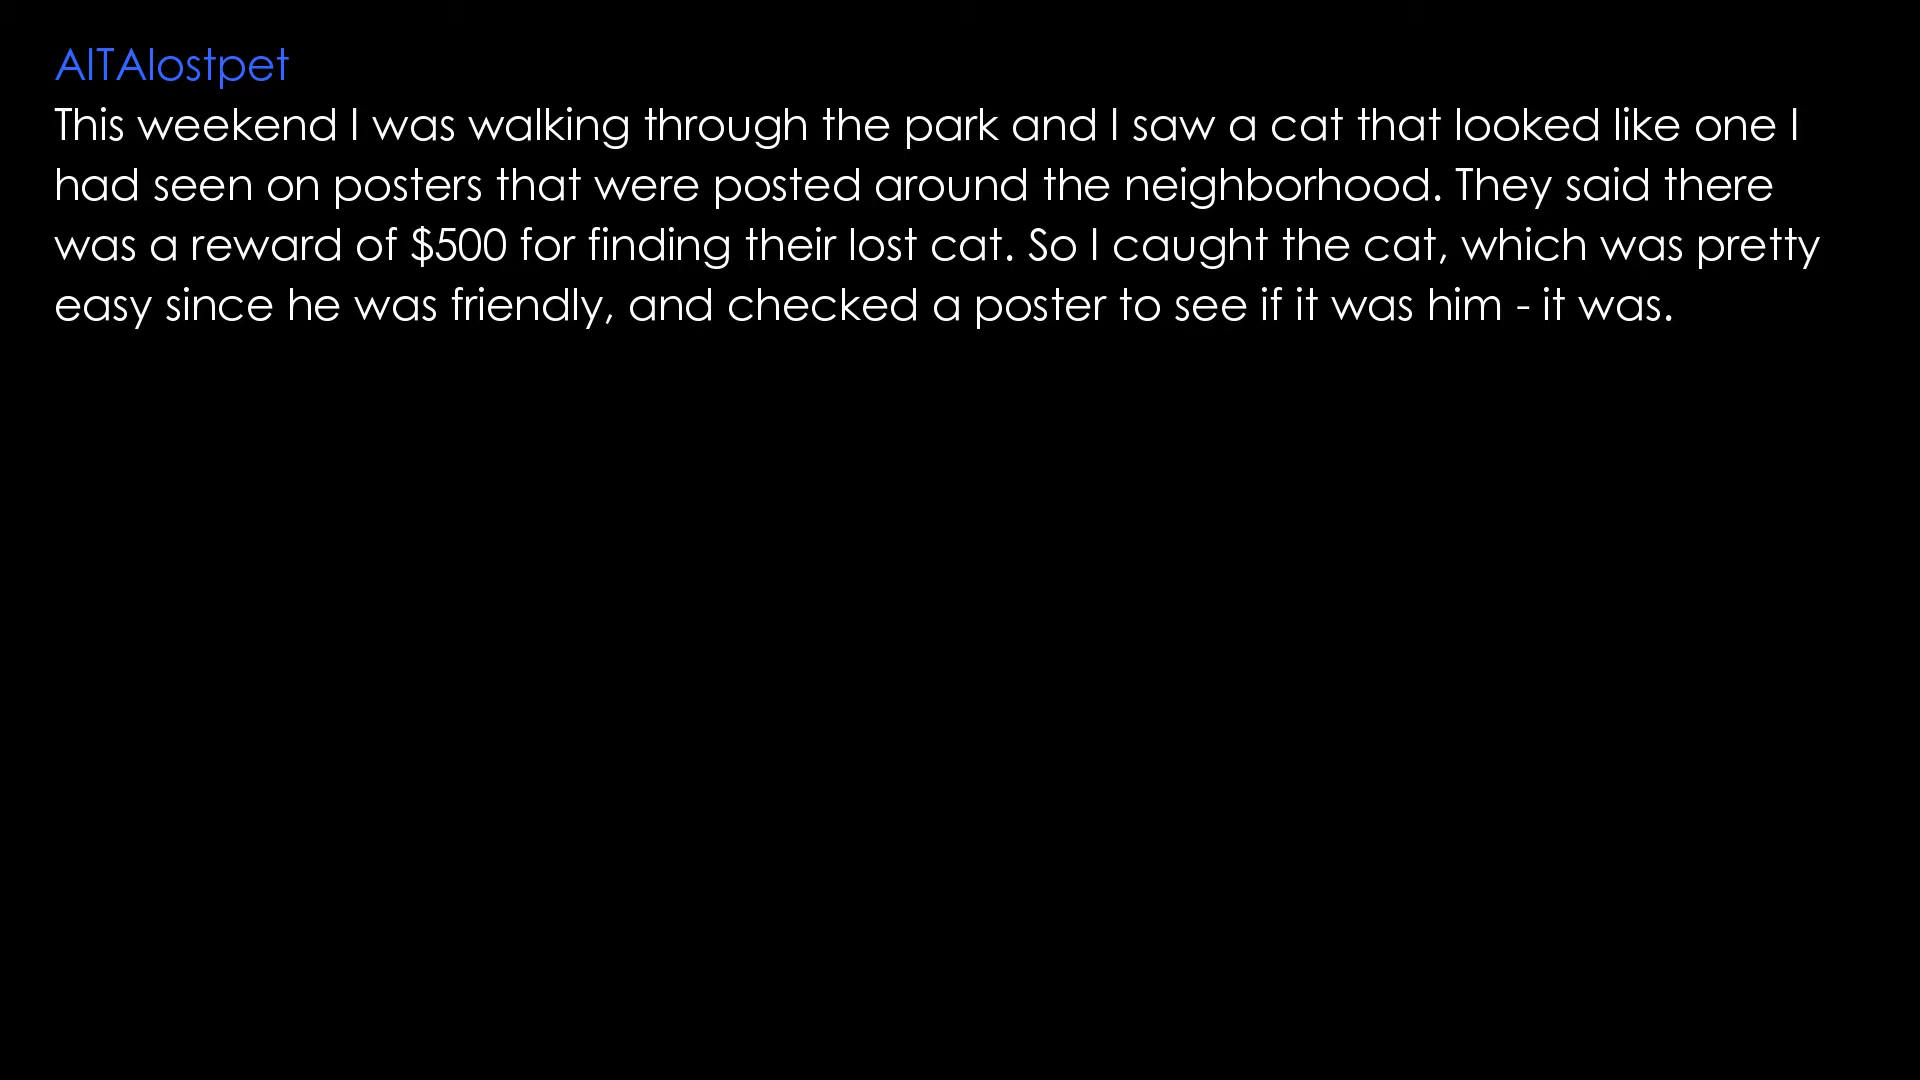 AITAlostpet
This weekend I was walking through the park and I saw a cat that looked like one I
had seen on posters that were posted around the neighborhood. They said there
was a reward of $500 for finding their lost cat. So I caught the cat, which was pretty
easy since he was friendly, and checked a poster to see if it was him - it was.